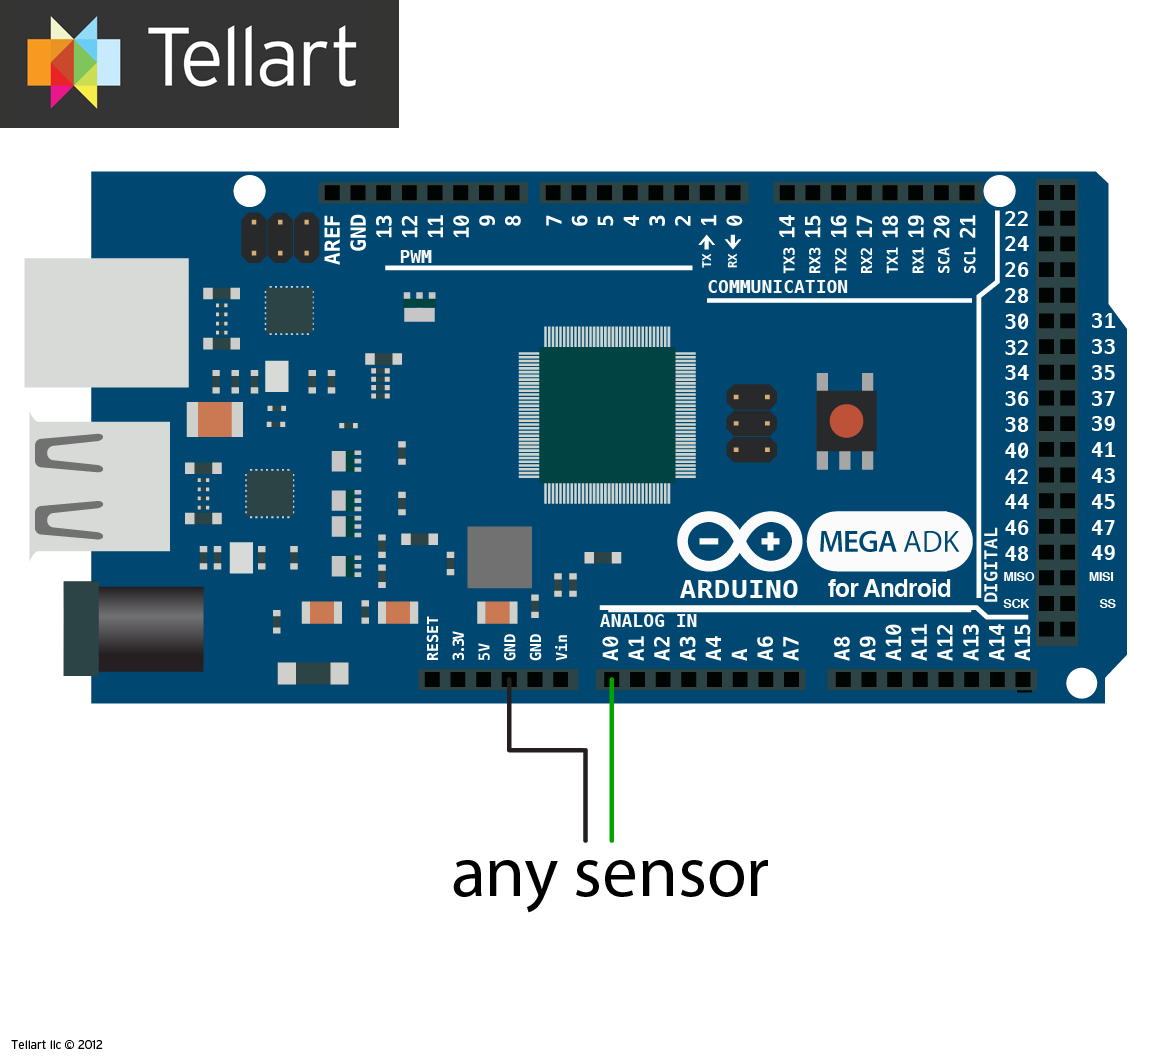 Tellart
AREF GND 13 12 11 10 9 8 7 6 5 4 3 2 TX 1 RX 0 TX3 14 RX3 15 TX2 16 RX2 17 TX1 18 RX1 19 SCA 20 SCL 21
PWM
COMMUNICATION
22
24
26
28
30 31
32 33
34 35
36 37
38 39
40 41
42 43
44 45
46 47
48 49
MISO MISI
SCK SS
DIGITAL
MEGA ADK
ARDUINO
for Android
ANALOG IN
RESET 3.3V 5V GND GND Vin A0 A1 A2 A3 A4 A A6 A7 A8 A9 A10 A11 A12 A13 A14 A15
any sensor
Tellart llc © 2012